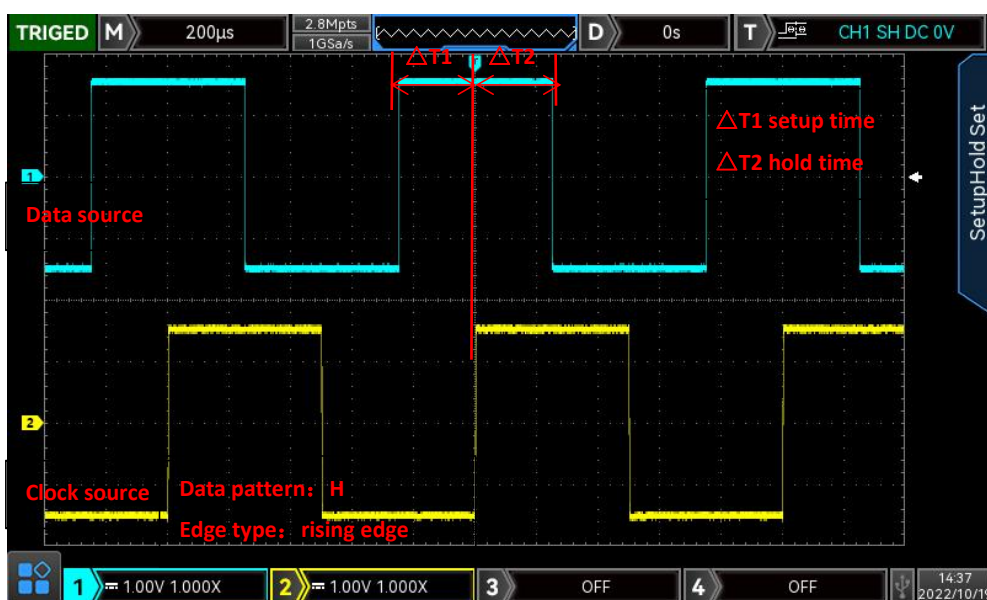 TRIGED M 200μs 2.8Mpts D 0s T CH1 SH DC 0V
1GSa/s
△T1 △T2
T
△T1 setup time
△T2 hold time
SetupHold Set
1
Data source
2
Clock source Data pattern： H
Edge type： rising edge
1 1.00V 1.000X 2 1.00V 1.000X 3 OFF 4 OFF 14:37
2022/10/19